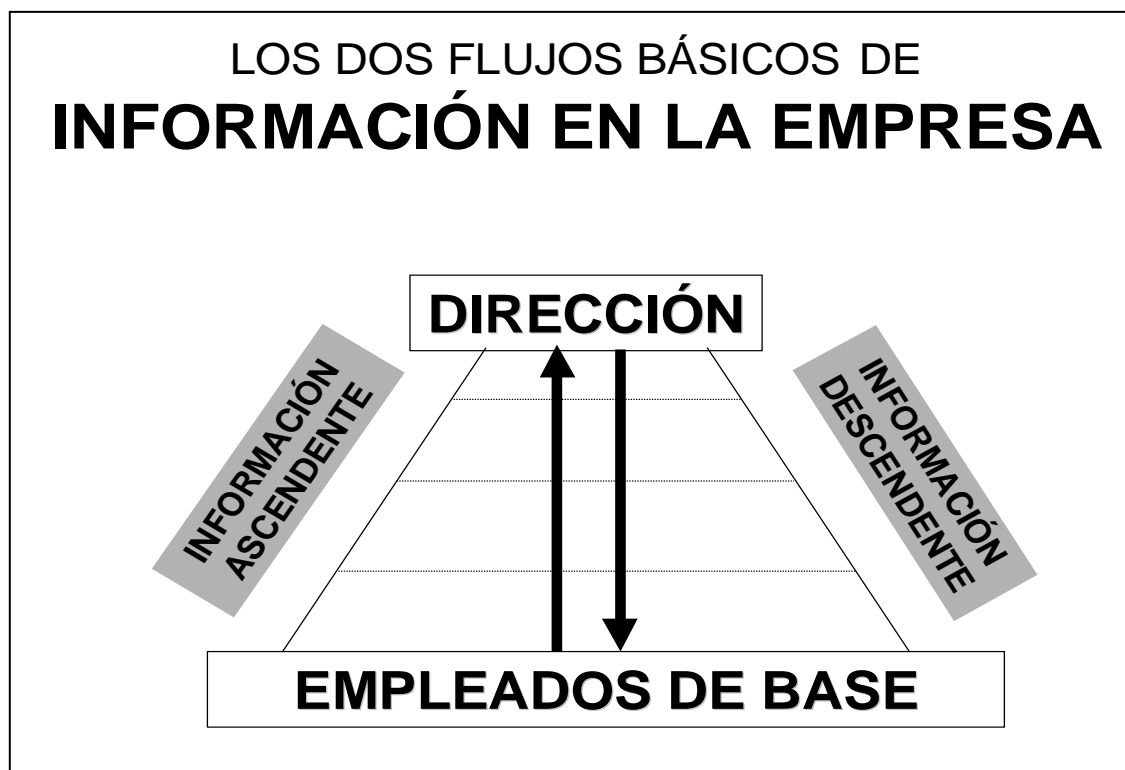 LOS DOS FLUJOS BÁSICOS DE
INFORMACIÓN EN LA EMPRESA
DIRECCIÓN
INFORMACIÓN
ASCENDENTE
INFORMACIÓN
DESCENDENTE
EMPLEADOS DE BASE